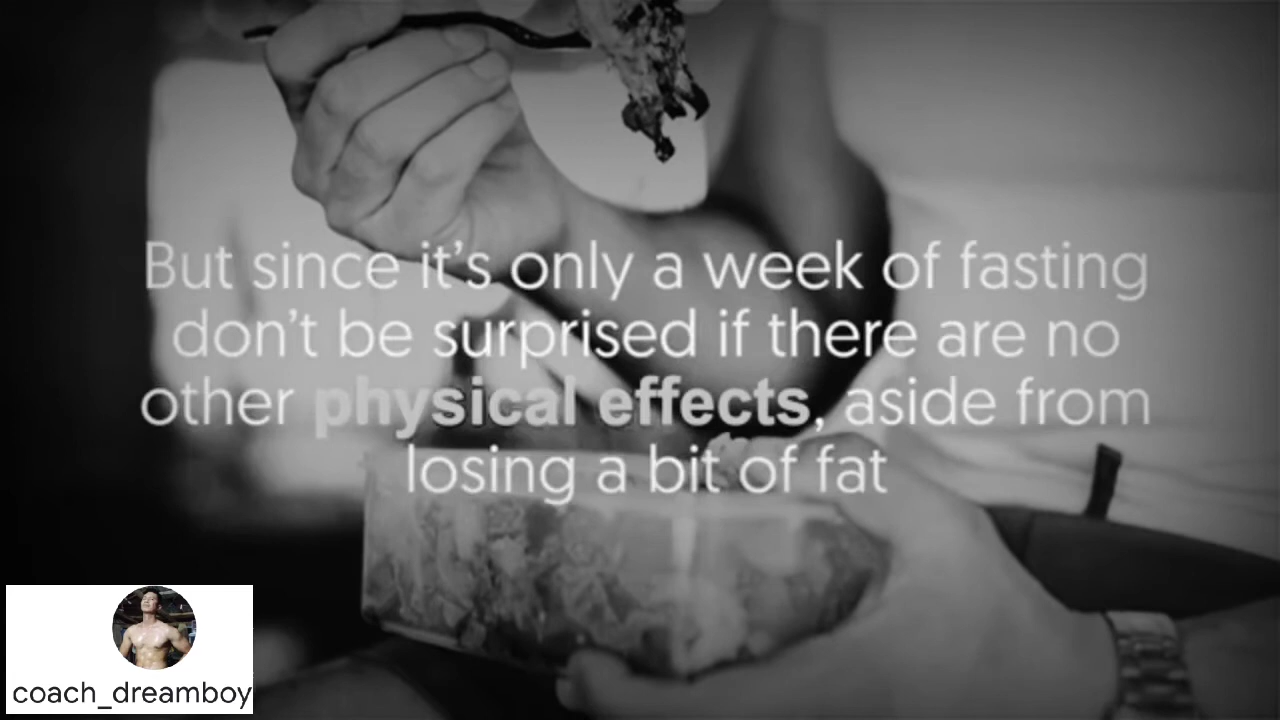 But since it's only a week of fasting
don't be surprised if there are no
other physical effects, aside from
losing a bit of fat
coach_dreamboy